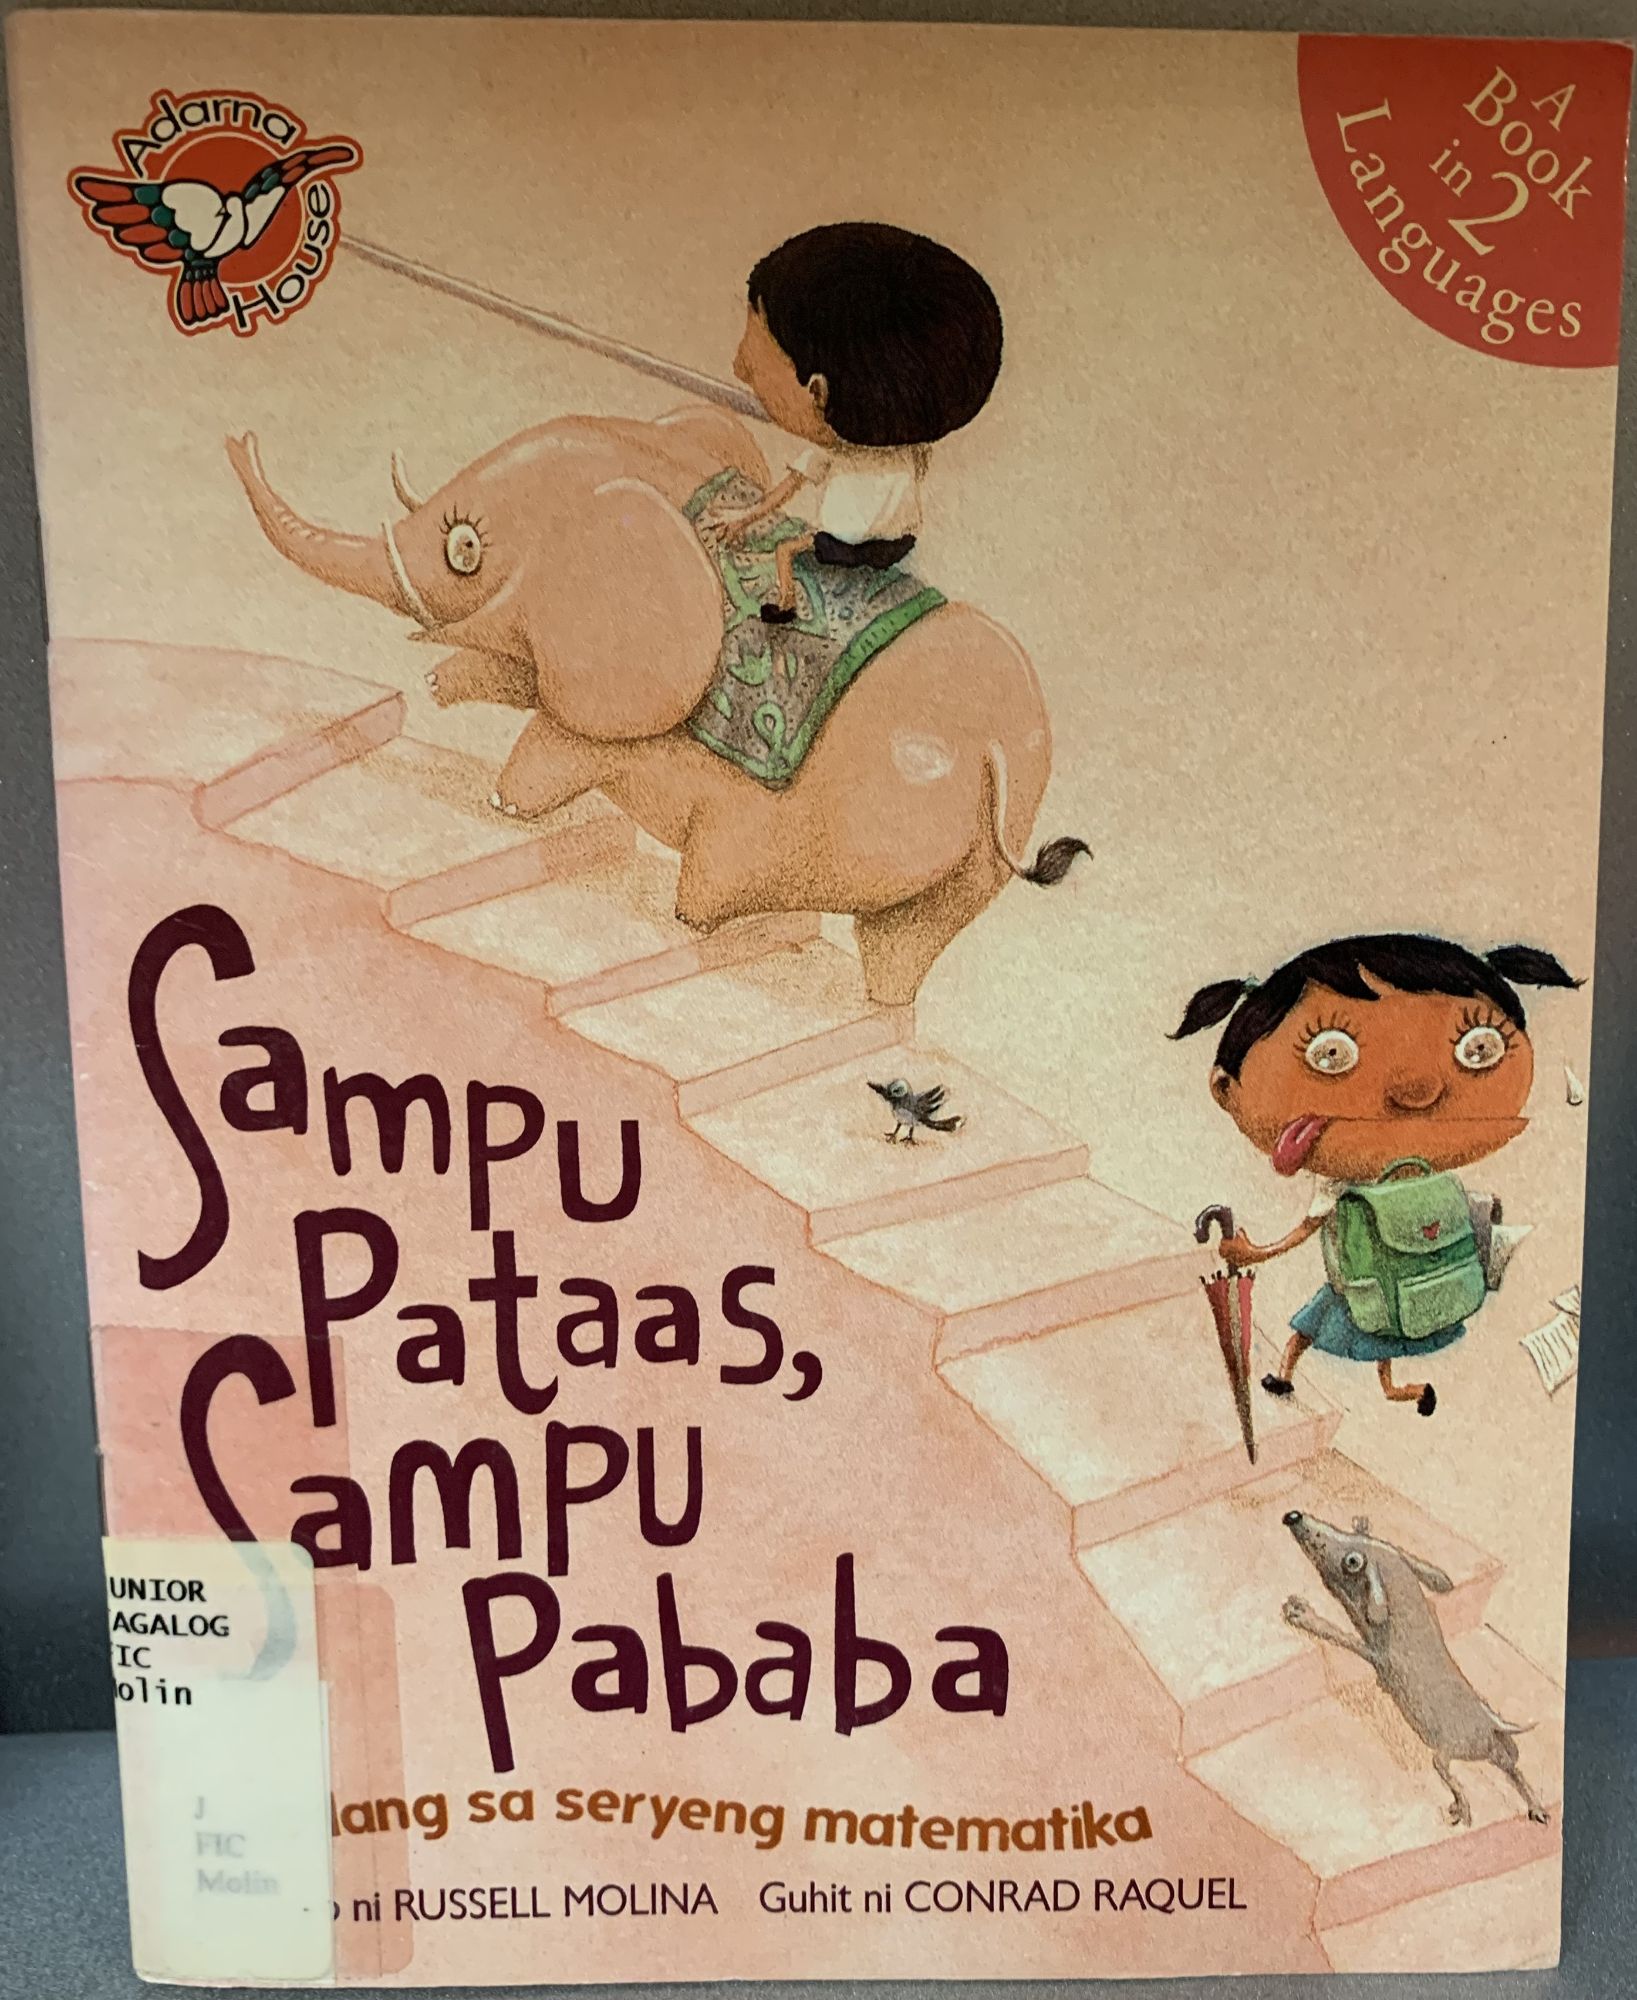 Adarna House
A
Book
in 2
Languages
Sampu
Pataas,
Sampu
Pababa
sa seryeng matematika
ni RUSSELL MOLINA Guhit ni CONRAD RAQUEL
UNIOR
AGALOG
IC
olin
J
FIC
Molin